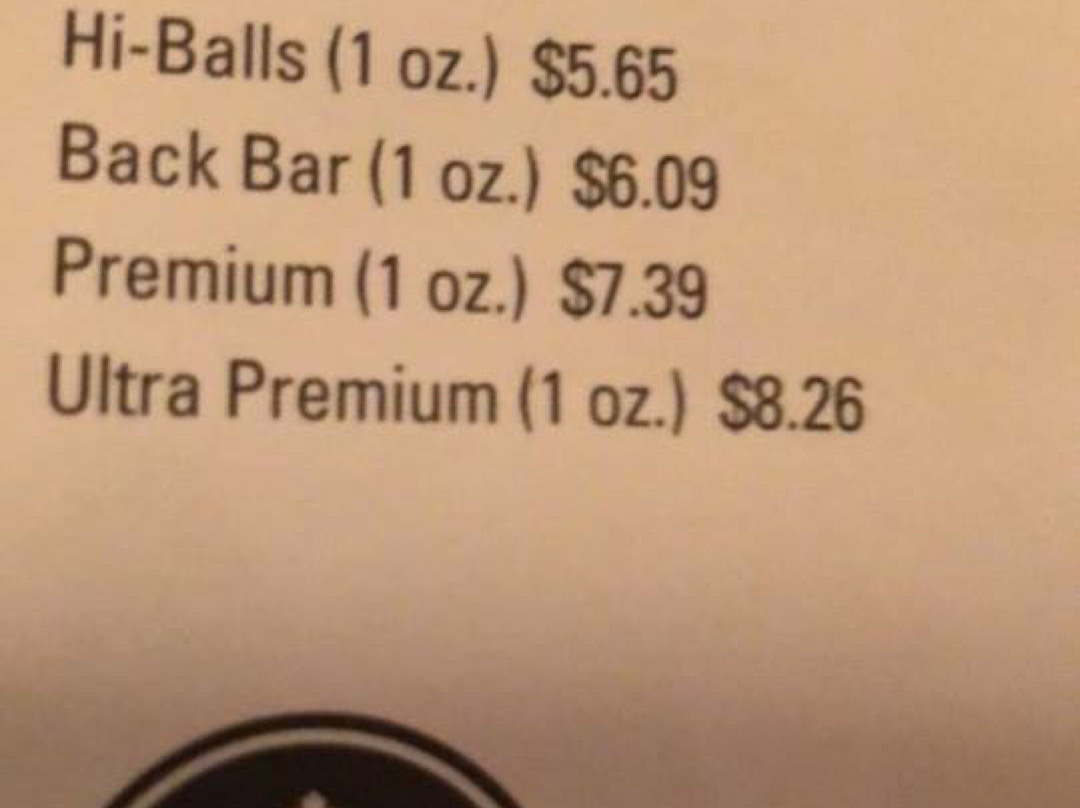 Hi-Balls (1 oz.) $5.65
Back Bar (1 oz.) $6.09
Premium (1 oz.) $7.39
Ultra Premium (1 oz.) $8.26